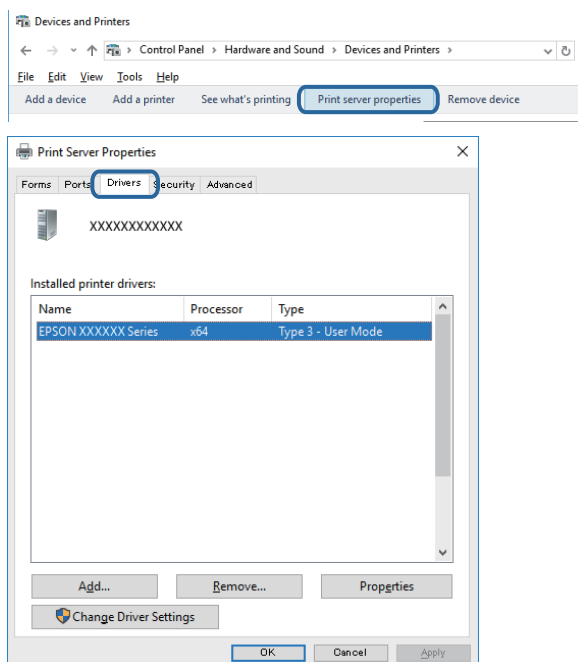 Devices and Printers
Control Panel > Hardware and Sound > Devices and Printers >
File Edit View Tools Help
Add a device Add a printer See what's printing Print server properties Remove device
Print Server Properties
Forms Ports Drivers Security Advanced
XXXXXXXXXXXX
Installed printer drivers:
Name Processor Type
EPSON XXXXXX Series x64 Type 3 - User Mode
Add... Remove... Properties
Change Driver Settings
OK Cancel Apply